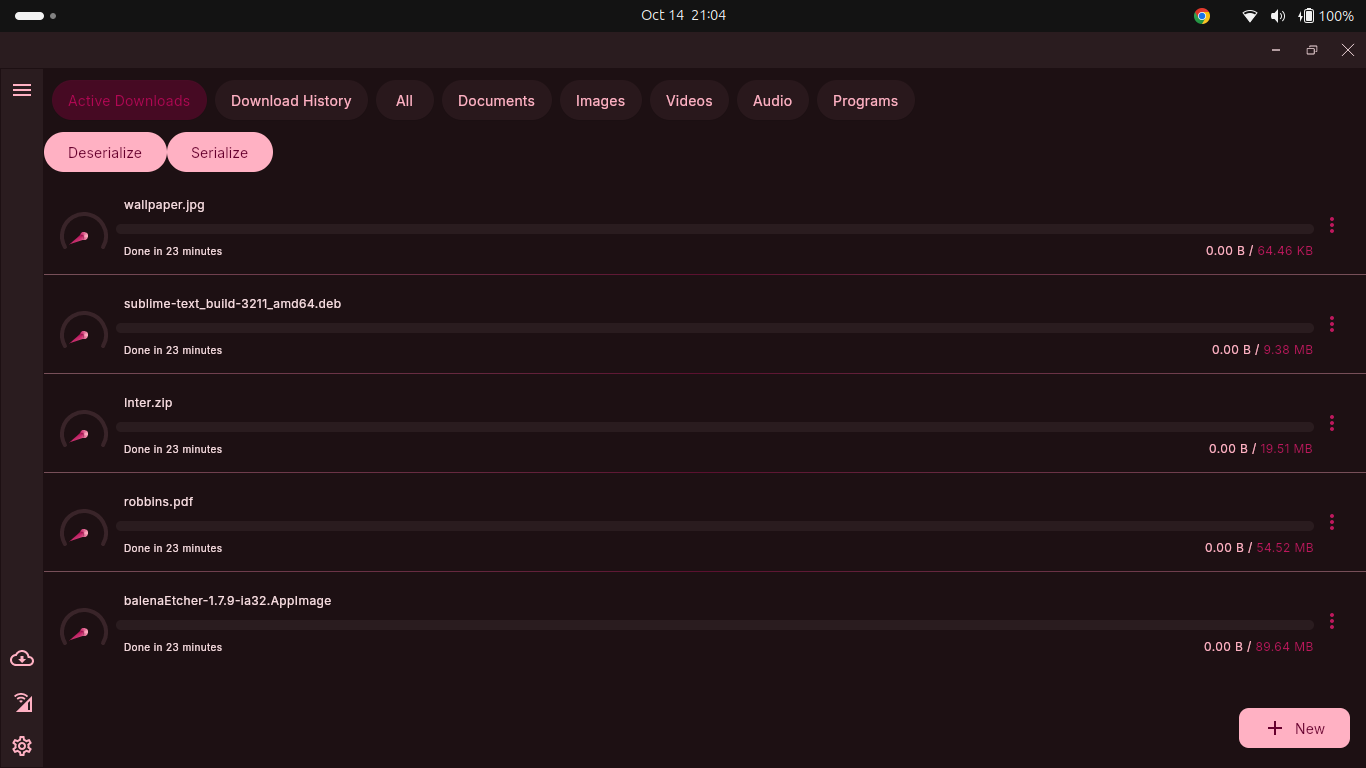 Oct 14 21:04
100%
Active Downloads Download History All Documents Images Videos Audio Programs
Deserialize Serialize
wallpaper.jpg
Done in 23 minutes 0.00 B / 64.46 KB
sublime-text_build-3211_amd64.deb
Done in 23 minutes 0.00 B / 9.38 MB
Inter.zip
Done in 23 minutes 0.00 B / 19.51 MB
robbins.pdf
Done in 23 minutes 0.00 B / 54.52 MB
balenaEtcher-1.7.9-ia32.AppImage
Done in 23 minutes 0.00 B / 89.64 MB
New